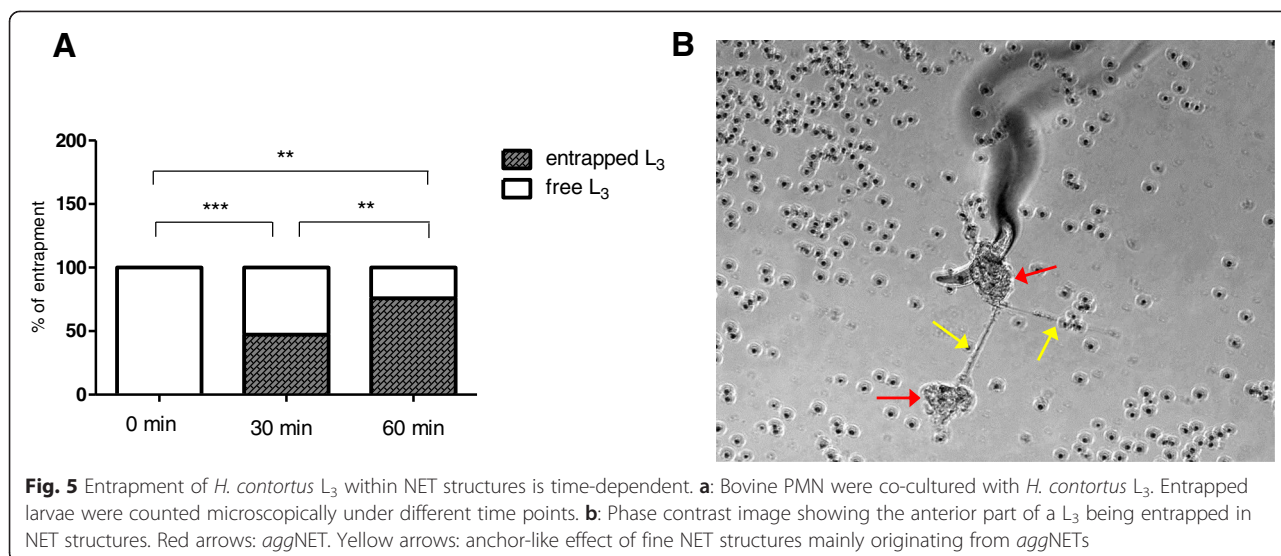 A
B
200
150
100
50
0
% of entrapment
**
***
**
0 min
30 min
60 min
entrapped L3
free L3
Fig. 5 Entrapment of H. contortus L3 within NET structures is time-dependent. a: Bovine PMN were co-cultured with H. contortus L3. Entrapped
larvae were counted microscopically under different time points. b: Phase contrast image showing the anterior part of a L3 being entrapped in
NET structures. Red arrows: aggNET. Yellow arrows: anchor-like effect of fine NET structures mainly originating from aggNETs